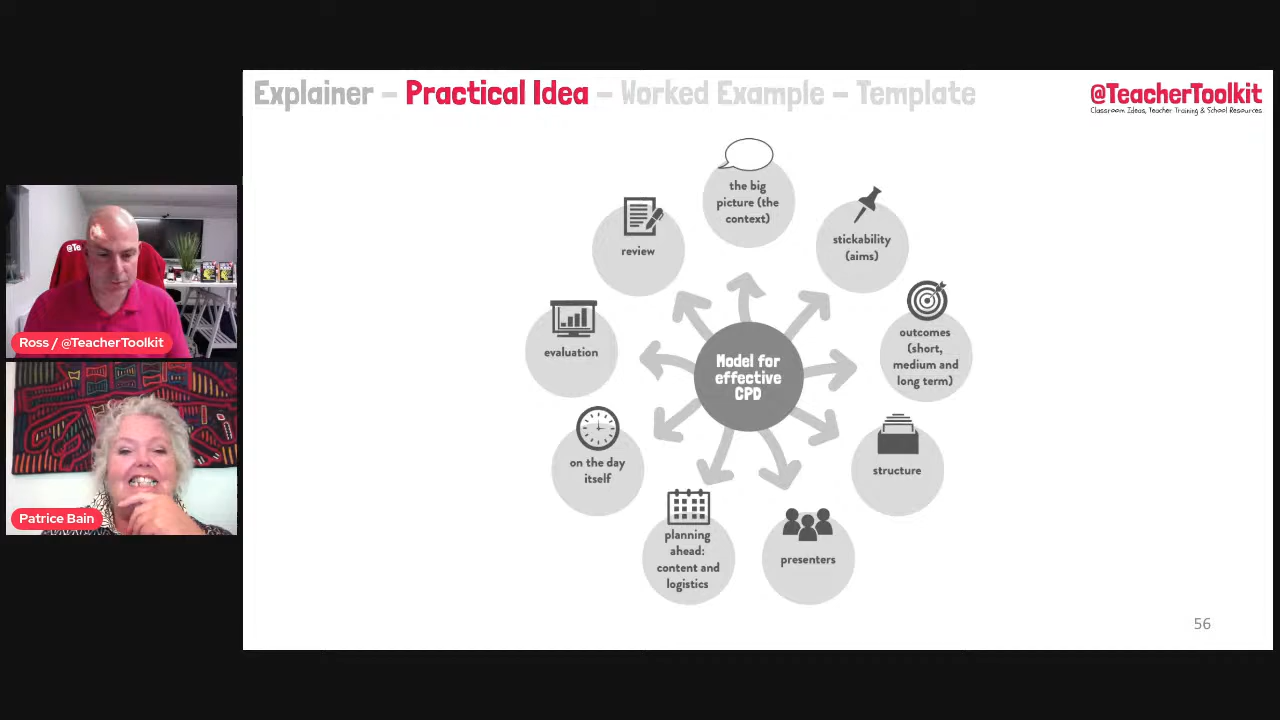 Explainer – Practical Idea – Worked Example – Template
@TeacherToolkit
Classroom Ideas, Teacher Training & School Resources.
the big
picture (the
context)
stickability
(aims)
outcomes
(short,
medium and
long term)
structure
presenters
planning
ahead:
content and
logistics
on the day
itself
evaluation
review
Model for
effective
CPD
56
@Te
Ross / @TeacherToolkit
Patrice Bain